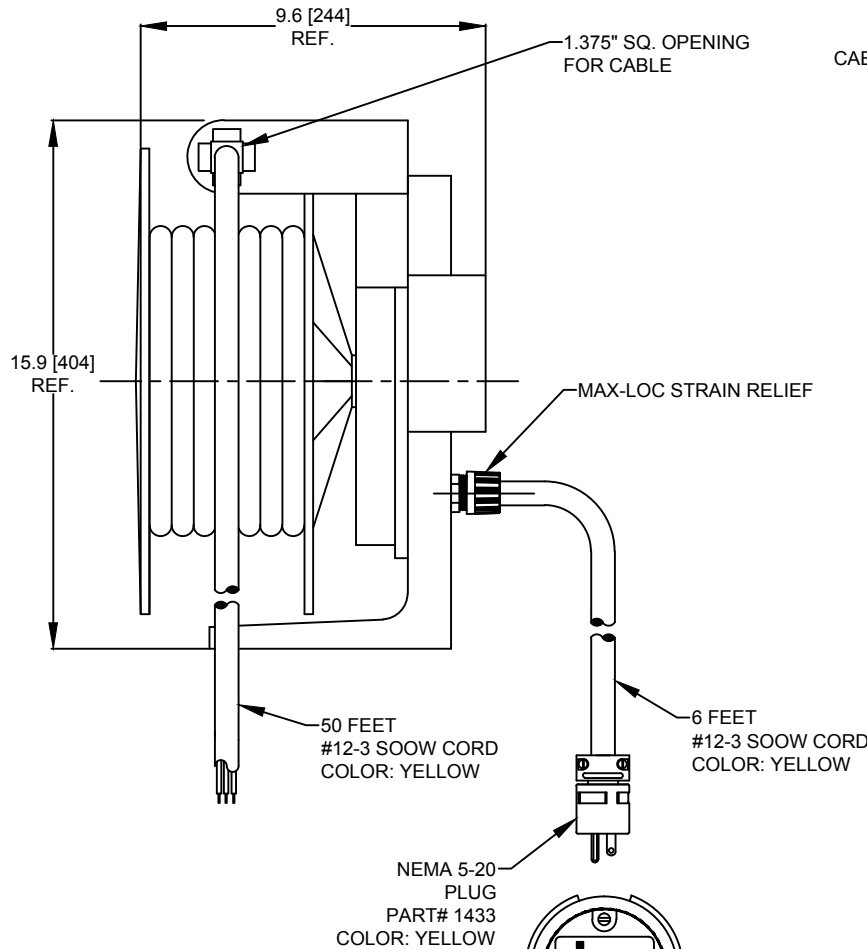 9.6 [244]
REF.
1.375" SQ. OPENING
FOR CABLE
15.9 [404]
REF.
MAX-LOC STRAIN RELIEF
50 FEET
#12-3 SOOW CORD
COLOR: YELLOW
6 FEET
#12-3 SOOW CORD
COLOR: YELLOW
NEMA 5-20
PLUG
PART# 1433
COLOR: YELLOW